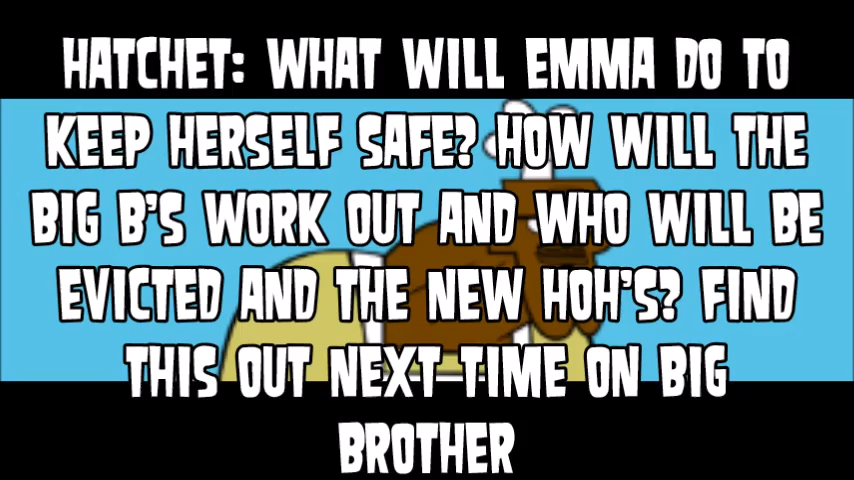 HATCHET: WHAT WILL EMMA DO TO
KEEP HERSELF SAFE? HOW WILL THE
BIG B'S WORK OUT AND WHO WILL BE
EVICTED AND THE NEW HOH'S? FIND
THIS OUT NEXT TIME ON BIG
BROTHER